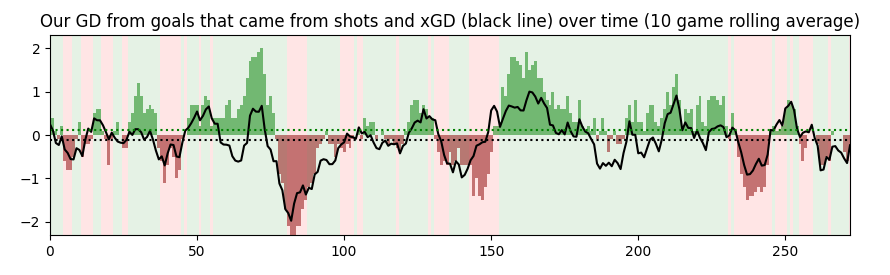 Our GD from goals that came from shots and xGD (black line) over time (10 game rolling average)
2
1
0
−1
−2
0 50 100 150 200 250